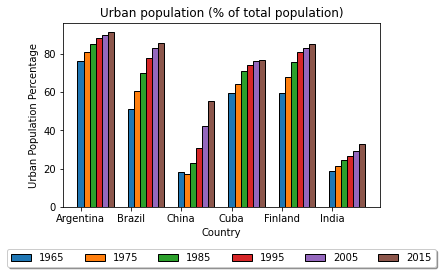 Urban population (% of total population)
Urban Population Percentage
80
60
40
20
0
Argentina Brazil China Cuba Finland India
Country
1965 1975 1985 1995 2005 2015